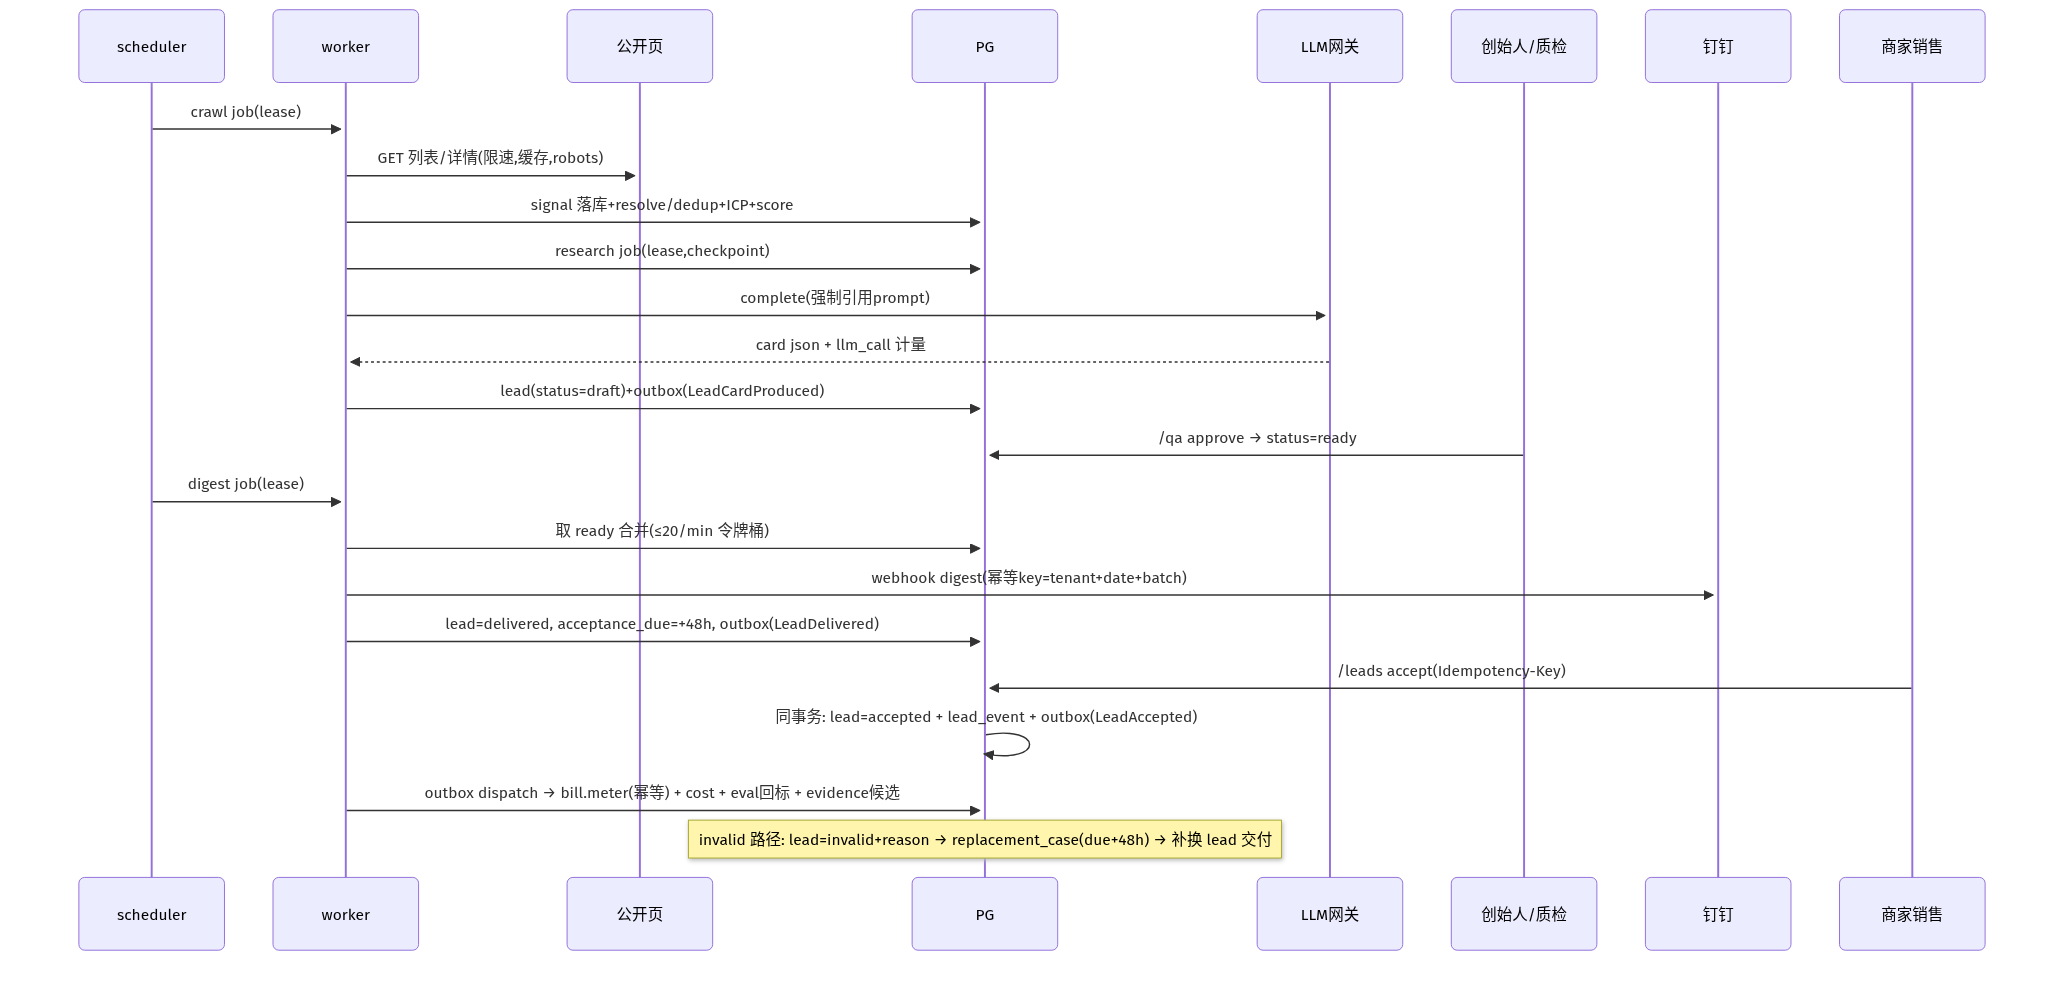 scheduler
worker
公开页
PG
LLM网关
创始人/质检
钉钉
商家销售
crawl job(lease)
GET 列表/详情(限速,缓存,robots)
signal 落库+resolve/dedup+ICP+score
research job(lease,checkpoint)
complete(强制引用prompt)
card json + llm_call 计量
lead(status=draft)+outbox(LeadCardProduced)
/qa approve → status=ready
digest job(lease)
取 ready 合并(≤20/min 令牌桶)
webhook digest(幂等key=tenant+date+batch)
lead=delivered, acceptance_due=+48h, outbox(LeadDelivered)
/leads accept(Idempotency-Key)
同事务: lead=accepted + lead_event + outbox(LeadAccepted)
outbox dispatch → bill.meter(幂等) + cost + eval回标 + evidence候选
invalid 路径: lead=invalid+reason → replacement_case(due+48h) → 补换 lead 交付
scheduler
worker
公开页
PG
LLM网关
创始人/质检
钉钉
商家销售